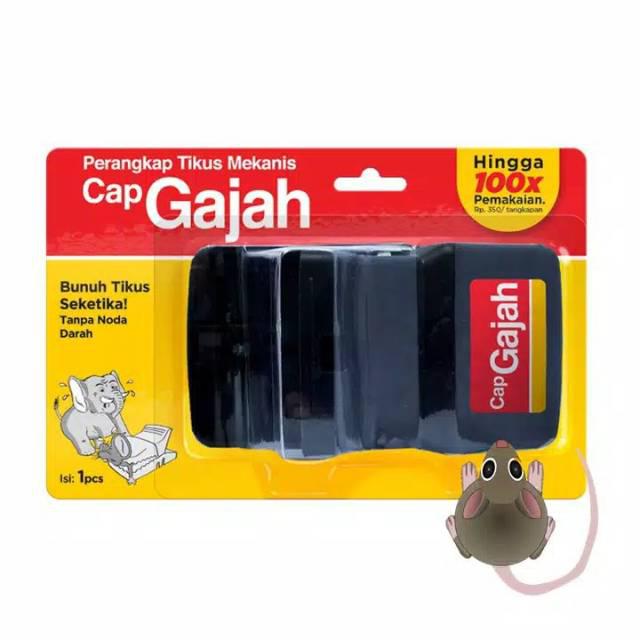 Perangkap Tikus Mekanis
Cap Gajah
Hingga
100x
Pemakaian.
Rp. 350/ tangkapan
Bunuh Tikus
Seketika!
Tanpa Noda
Darah
Cap Gajah
Isi: 1pcs